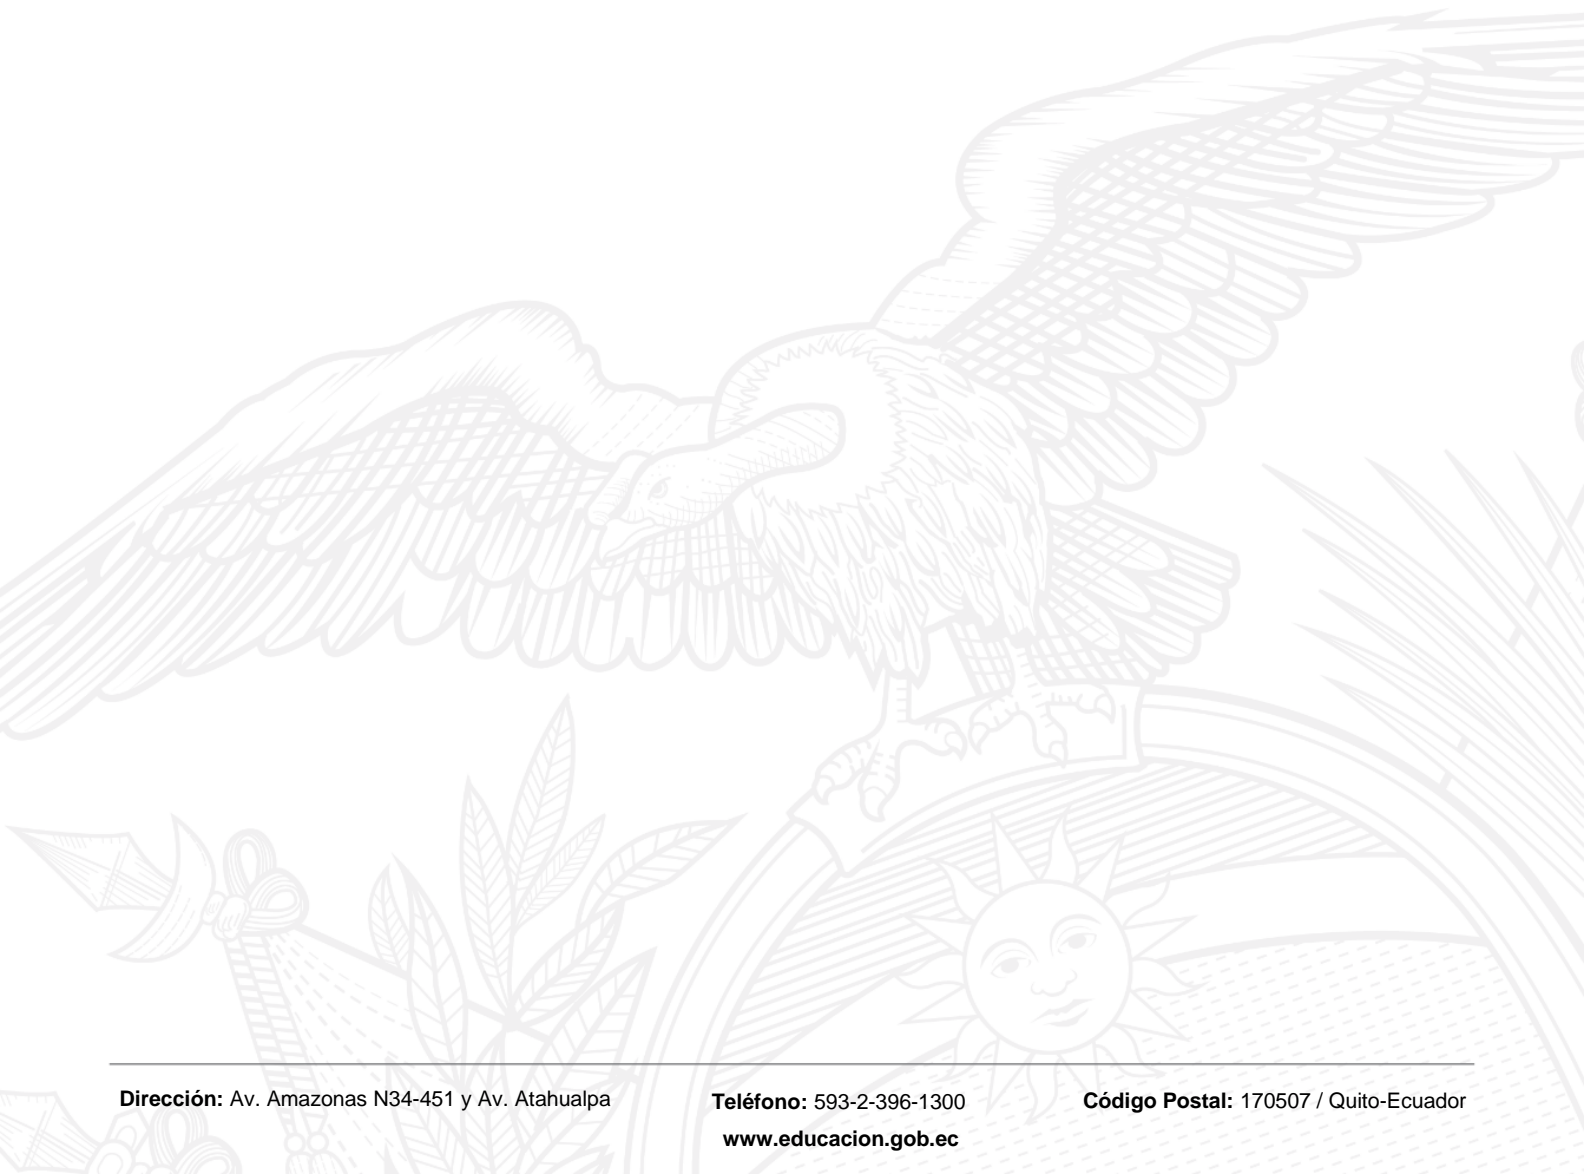 Dirección: Av. Amazonas N34-451 y Av. Atahualpa
Teléfono: 593-2-396-1300
Código Postal: 170507 / Quito-Ecuador
www.educacion.gob.ec